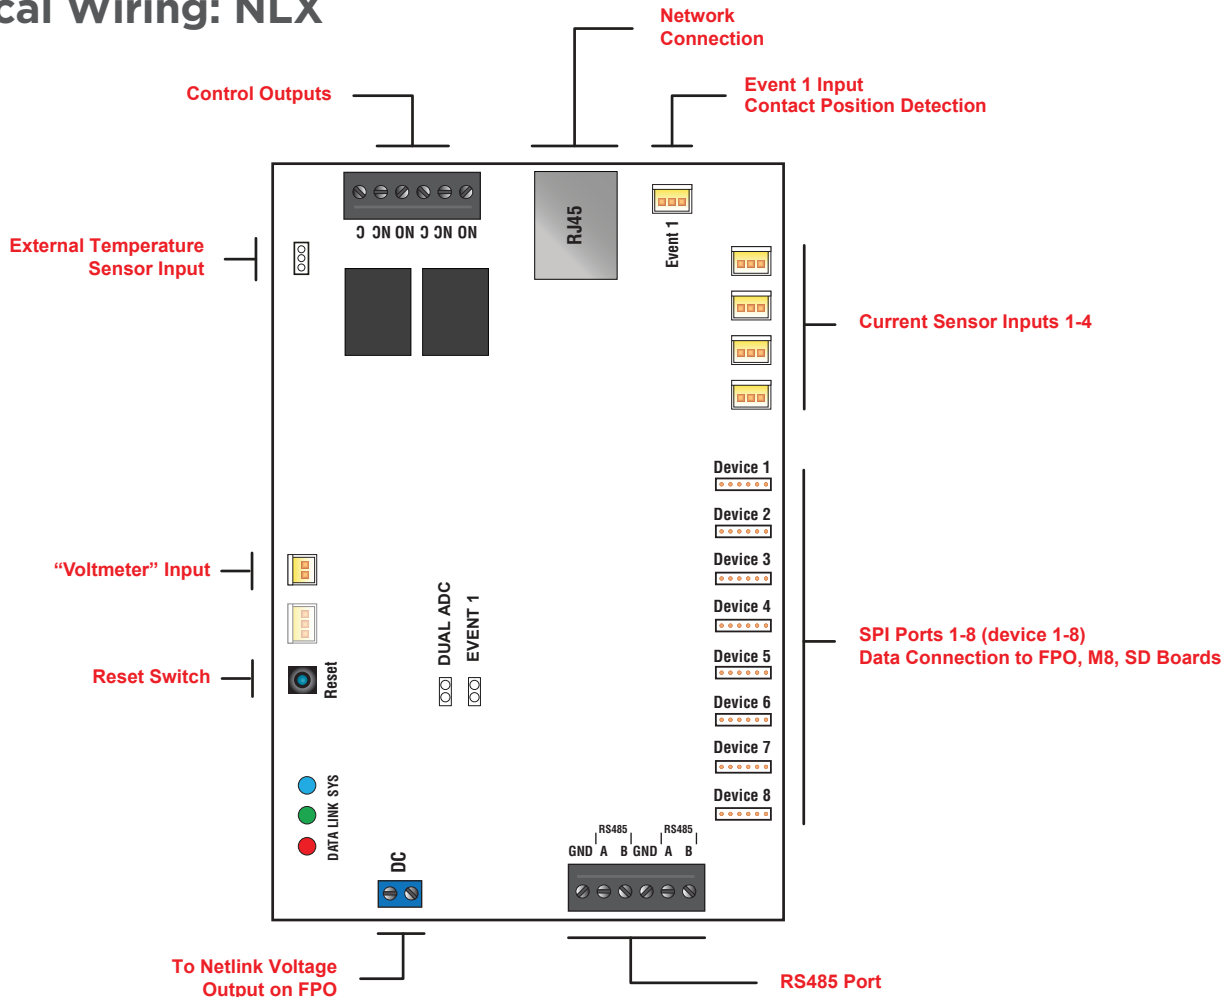 cal Wiring: NLX
Network
Connection
Control Outputs
Event 1 Input
Contact Position Detection
RJ45
Event 1
C NC NO C NC NO
External Temperature
Sensor Input
Current Sensor Inputs 1-4
Device 1
Device 2
Device 3
Device 4
Device 5
Device 6
Device 7
Device 8
“Voltmeter” Input
DUAL ADC
EVENT 1
SPI Ports 1-8 (device 1-8)
Data Connection to FPO, M8, SD Boards
Reset Switch
Reset
DATA LINK SYS
RS485 RS485
GND A B GND A B
DC
To Netlink Voltage
Output on FPO
RS485 Port